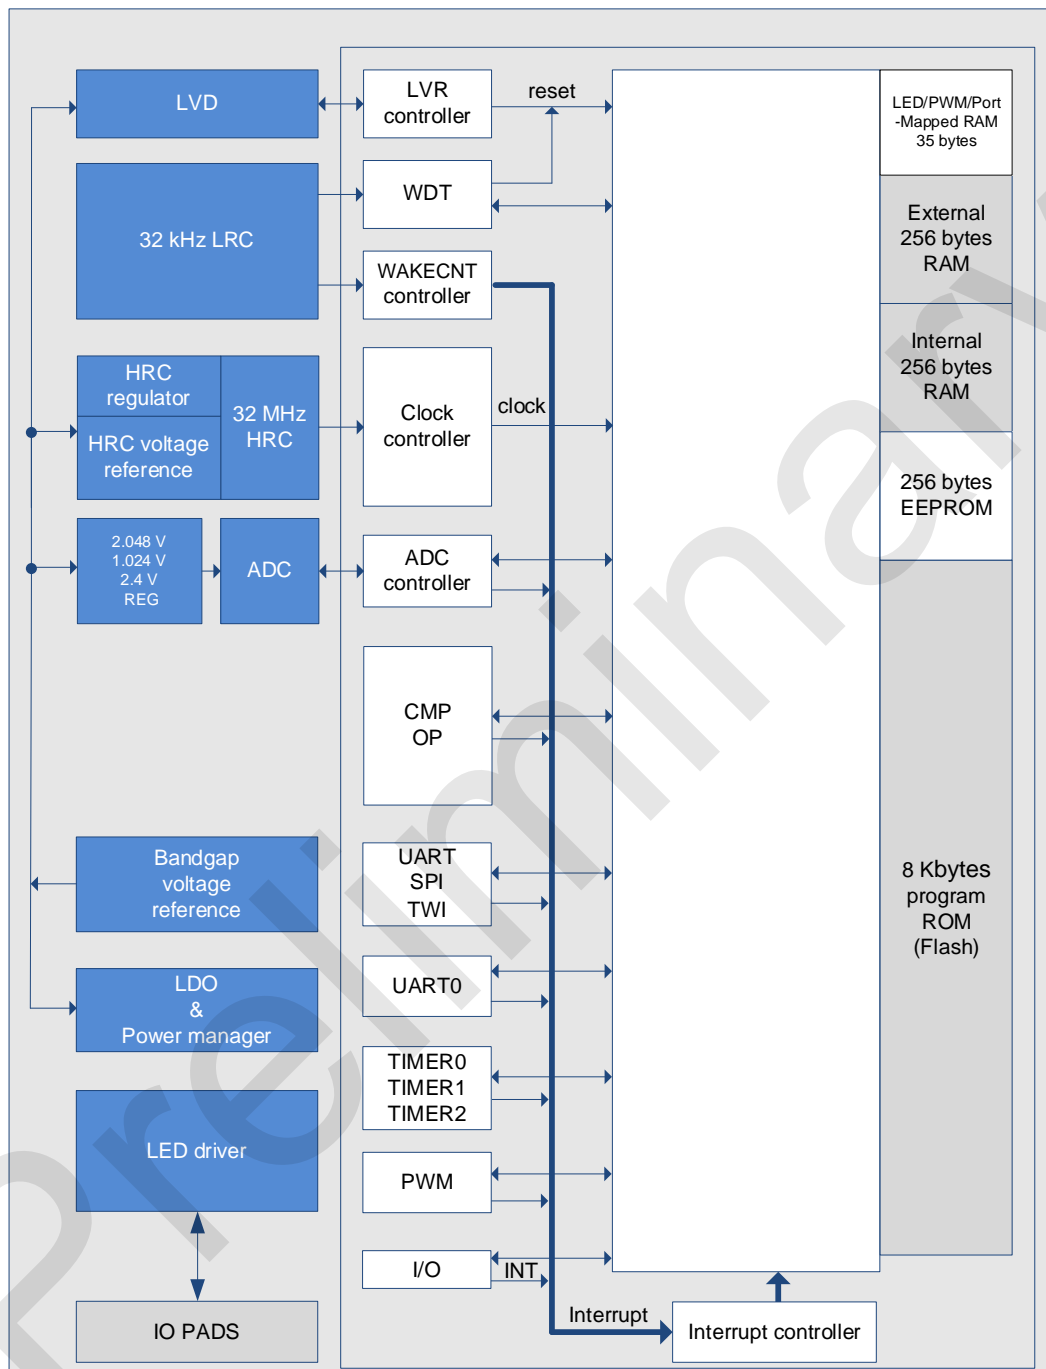 LVD
LVR
controller
reset
LED/PWM/Port
-Mapped RAM
35 bytes
32 kHz LRC
WDT
WAKECNT
controller
External
256 bytes
RAM
Internal
256 bytes
RAM
HRC
regulator
HRC voltage
reference
32 MHz
HRC
Clock
controller
clock
256 bytes
EEPROM
2.048 V
1.024 V
2.4 V
REG
ADC
ADC
controller
CMP
OP
Bandgap
voltage
reference
UART
SPI
TWI
8 Kbytes
program
ROM
(Flash)
LDO
&
Power manager
UART0
TIMER0
TIMER1
TIMER2
LED driver
PWM
I/O
INT
IO PADS
Interrupt
Interrupt controller
Preliminary